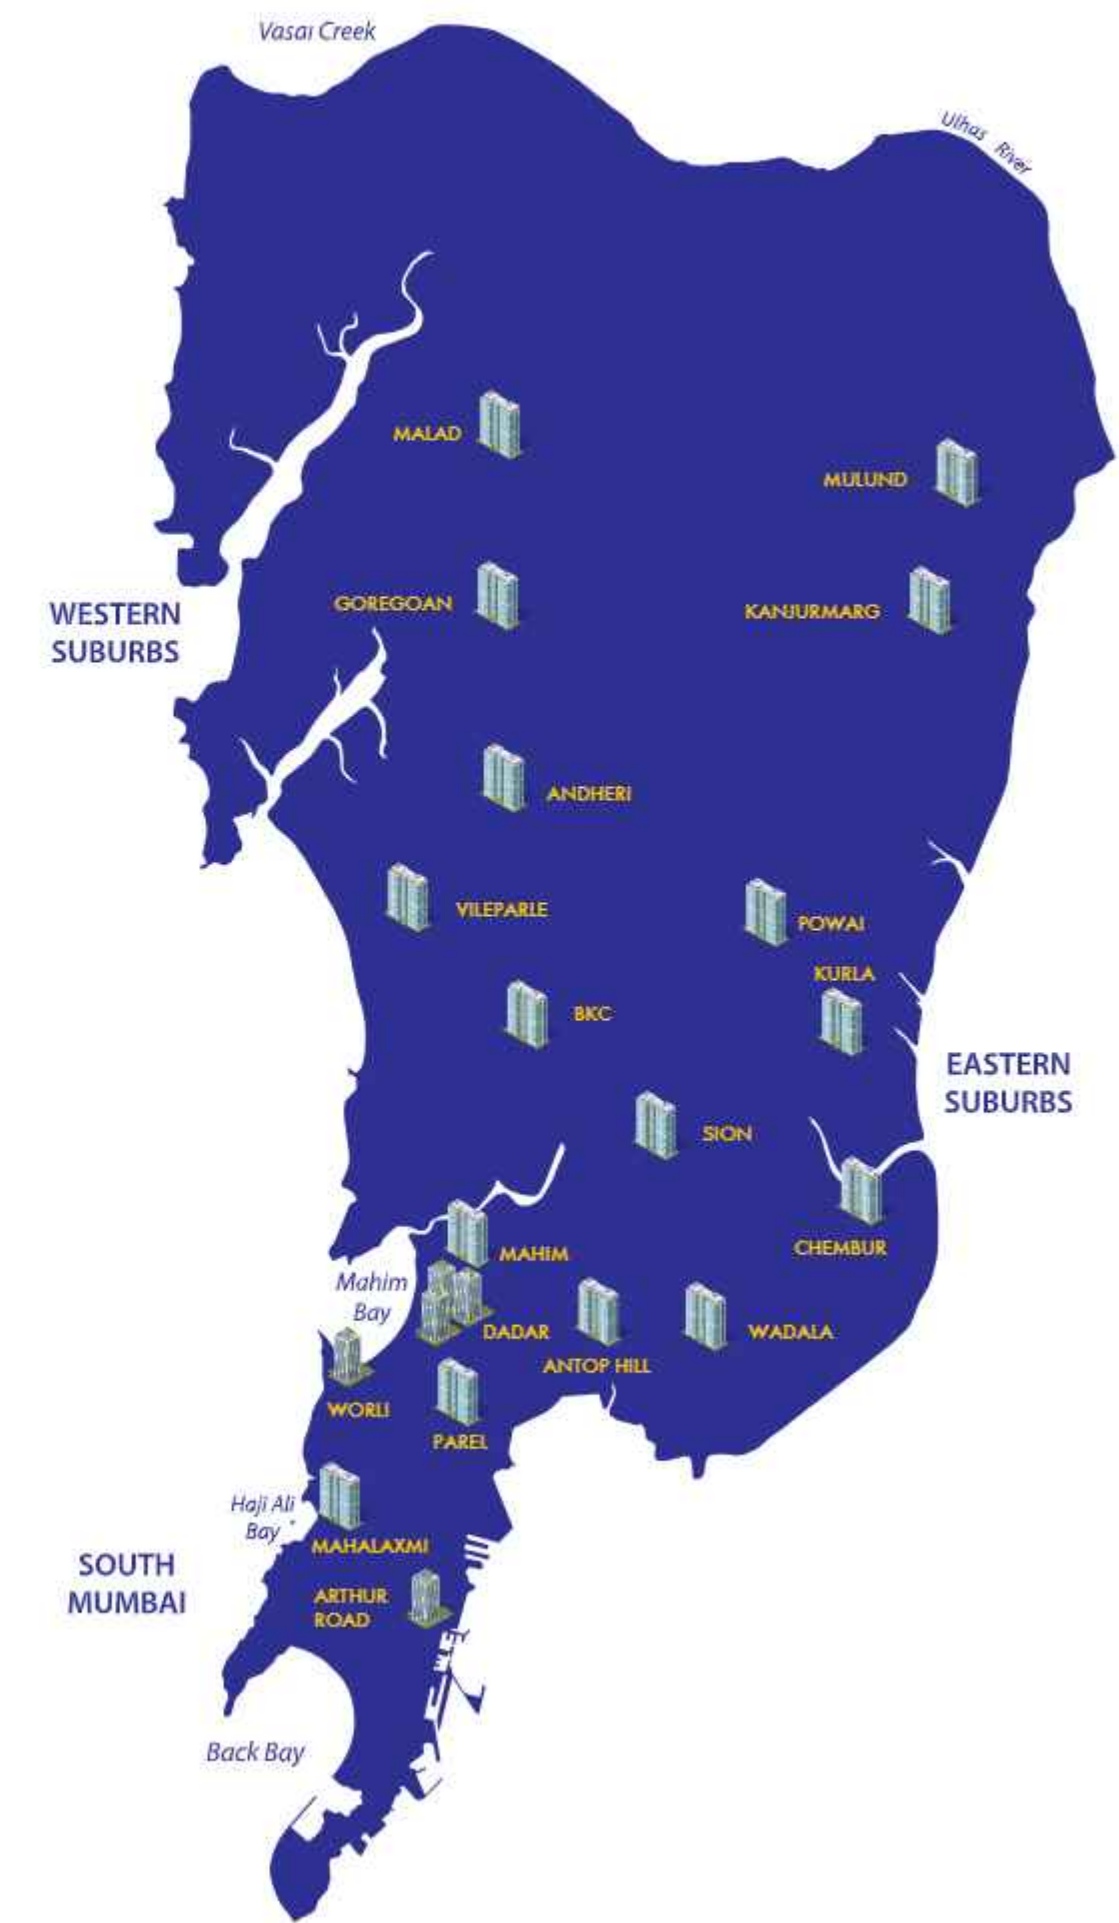 Vasai Creek
Ulhas River
MALAD
MULUND
GOREGOAN
KANJURMARG
WESTERN
SUBURBS
ANDHERI
VILEPARLE
POWAI
KURLA
BKC
EASTERN
SUBURBS
SION
CHEMBUR
MAHIM
Mahim
Bay
DADAR
WADALA
ANTOP HILL
WORLI
PAREL
Haji Ali
Bay
MAHALAXMI
SOUTH
MUMBAI
ARTHUR
ROAD
Back Bay